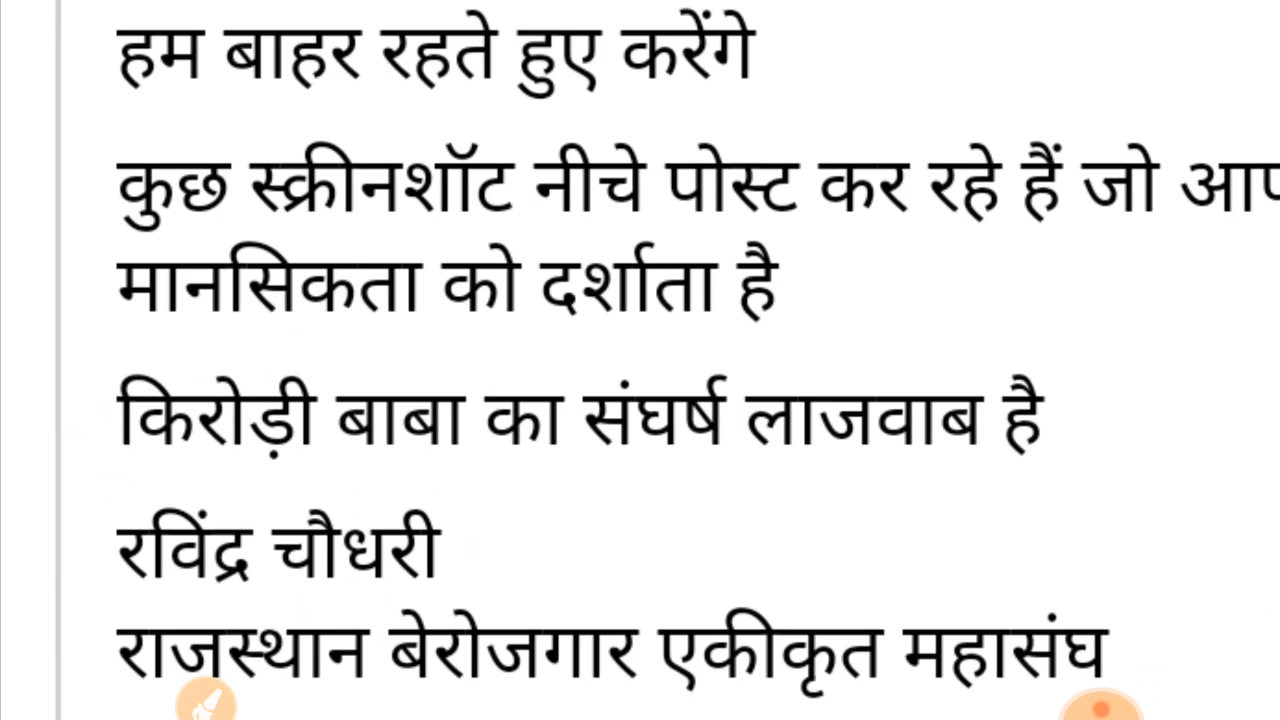 हम बाहर रहते हुए करेंगे
कुछ स्क्रीनशॉट नीचे पोस्ट कर रहे हैं जो
मानसिकता को दर्शाता है
किरोड़ी बाबा का संघर्ष लाजवाब है
रविंद्र चौधरी
राजस्थान बेरोजगार एकीकृत महासंघ